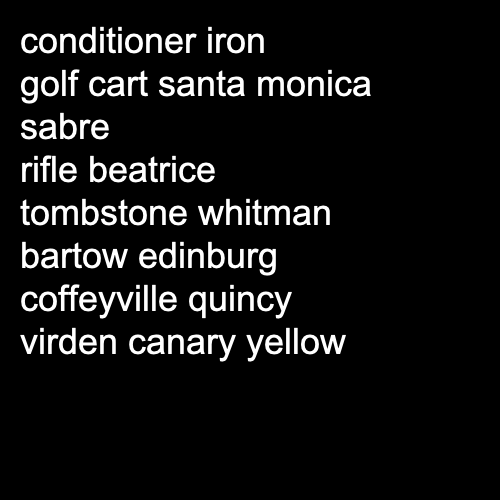 conditioner iron
golf cart santa monica
sabre
rifle beatrice
tombstone whitman
bartow edinburg
coffeyville quincy
virden canary yellow